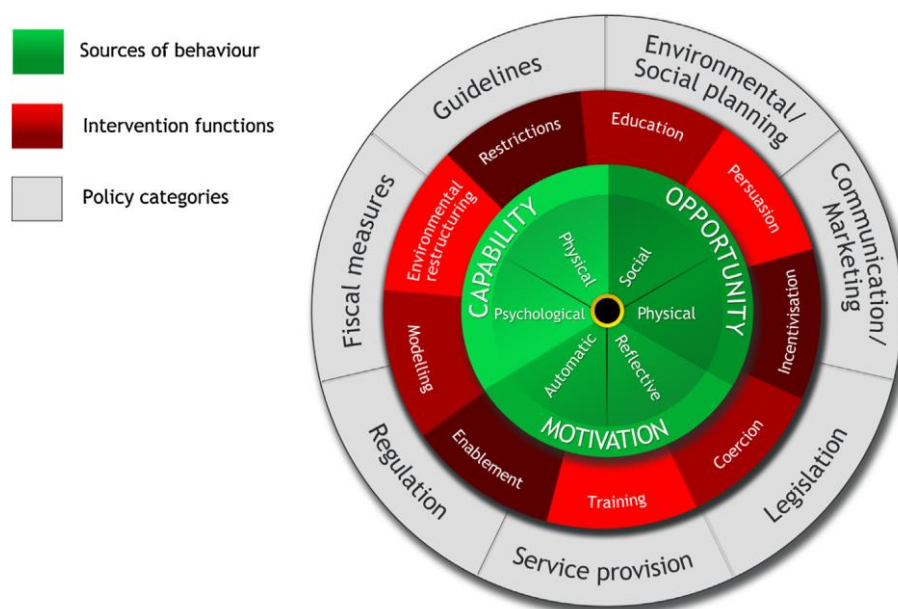 Sources of behaviour
Intervention functions
Policy categories
Guidelines
Environmental/
Social planning
Communication/
Marketing
Legislation
Service provision
Regulation
Fiscal measures
Restrictions
Education
Persuasion
Incentivisation
Coercion
Training
Enablement
Modelling
Environmental
restructuring
CAPABILITY
OPPORTUNITY
MOTIVATION
Physical
Social
Psychological
Physical
Automatic
Reflective